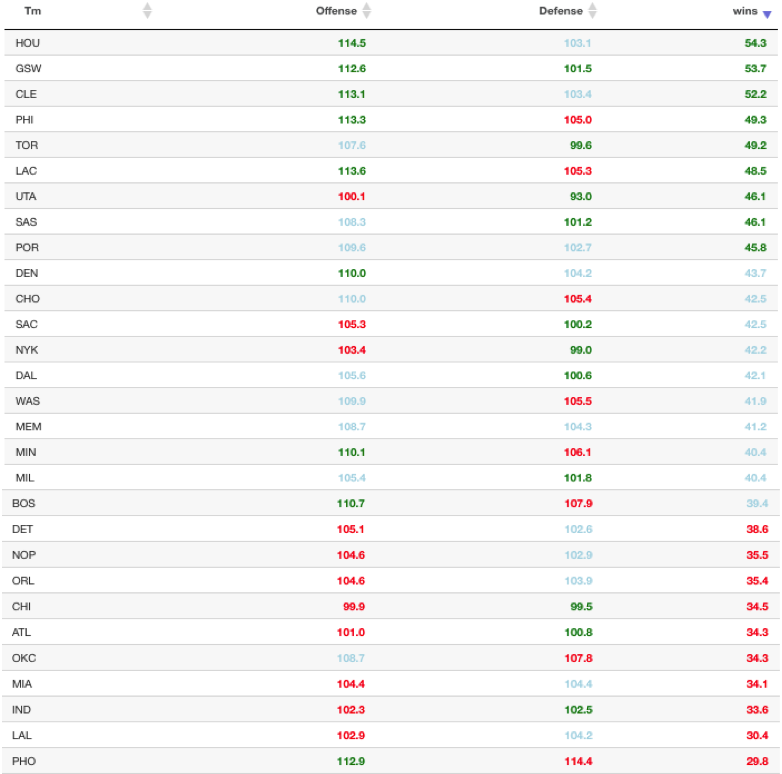 Tm Offense Defense wins
HOU 114.5 103.1 54.3
GSW 112.6 101.5 53.7
CLE 113.1 103.4 52.2
PHI 113.3 105.0 49.3
TOR 107.6 99.6 49.2
LAC 113.6 105.3 48.5
UTA 100.1 93.0 46.1
SAS 108.3 101.2 46.1
POR 109.6 102.7 45.8
DEN 110.0 104.2 43.7
CHO 110.0 105.4 42.5
SAC 105.3 100.2 42.5
NYK 103.4 99.0 42.2
DAL 105.6 100.6 42.1
WAS 109.9 105.5 41.9
MEM 108.7 104.3 41.2
MIN 110.1 106.1 40.4
MIL 105.4 101.8 40.4
BOS 110.7 107.9 39.4
DET 105.1 102.6 38.6
NOP 104.6 102.9 35.5
ORL 104.6 103.9 35.4
CHI 99.9 99.5 34.5
ATL 101.0 100.8 34.3
OKC 108.7 107.8 34.3
MIA 104.4 104.4 34.1
IND 102.3 102.5 33.6
LAL 102.9 104.2 30.4
PHO 112.9 114.4 29.8